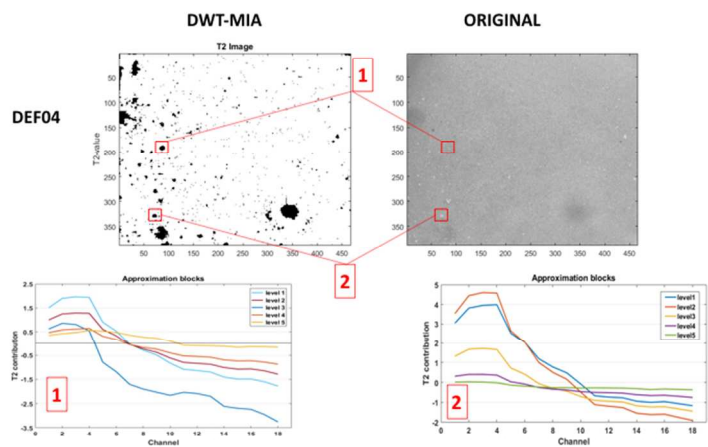 DWT-MIA
ORIGINAL
DEF04
T2 Image
T2-value
50
100
150
200
250
300
350
50 100 150 200 250 300 350 400 450
1
50
100
150
200
250
300
350
50 100 150 200 250 300 350 400 450
2
Approximation blocks
T2 contribution
2.5
1.5
0.5
-0.5
-1.5
-2.5
-3.5
level 1
level 2
level 3
level 4
level 5
1
2 4 6 8 10 12 14 16 18
Channel
Approximation blocks
T2 contribution
5
4
3
2
1
0
-1
-2
level1
level2
level3
level4
level5
2
0 2 4 6 8 10 12 14 16 18
Channel